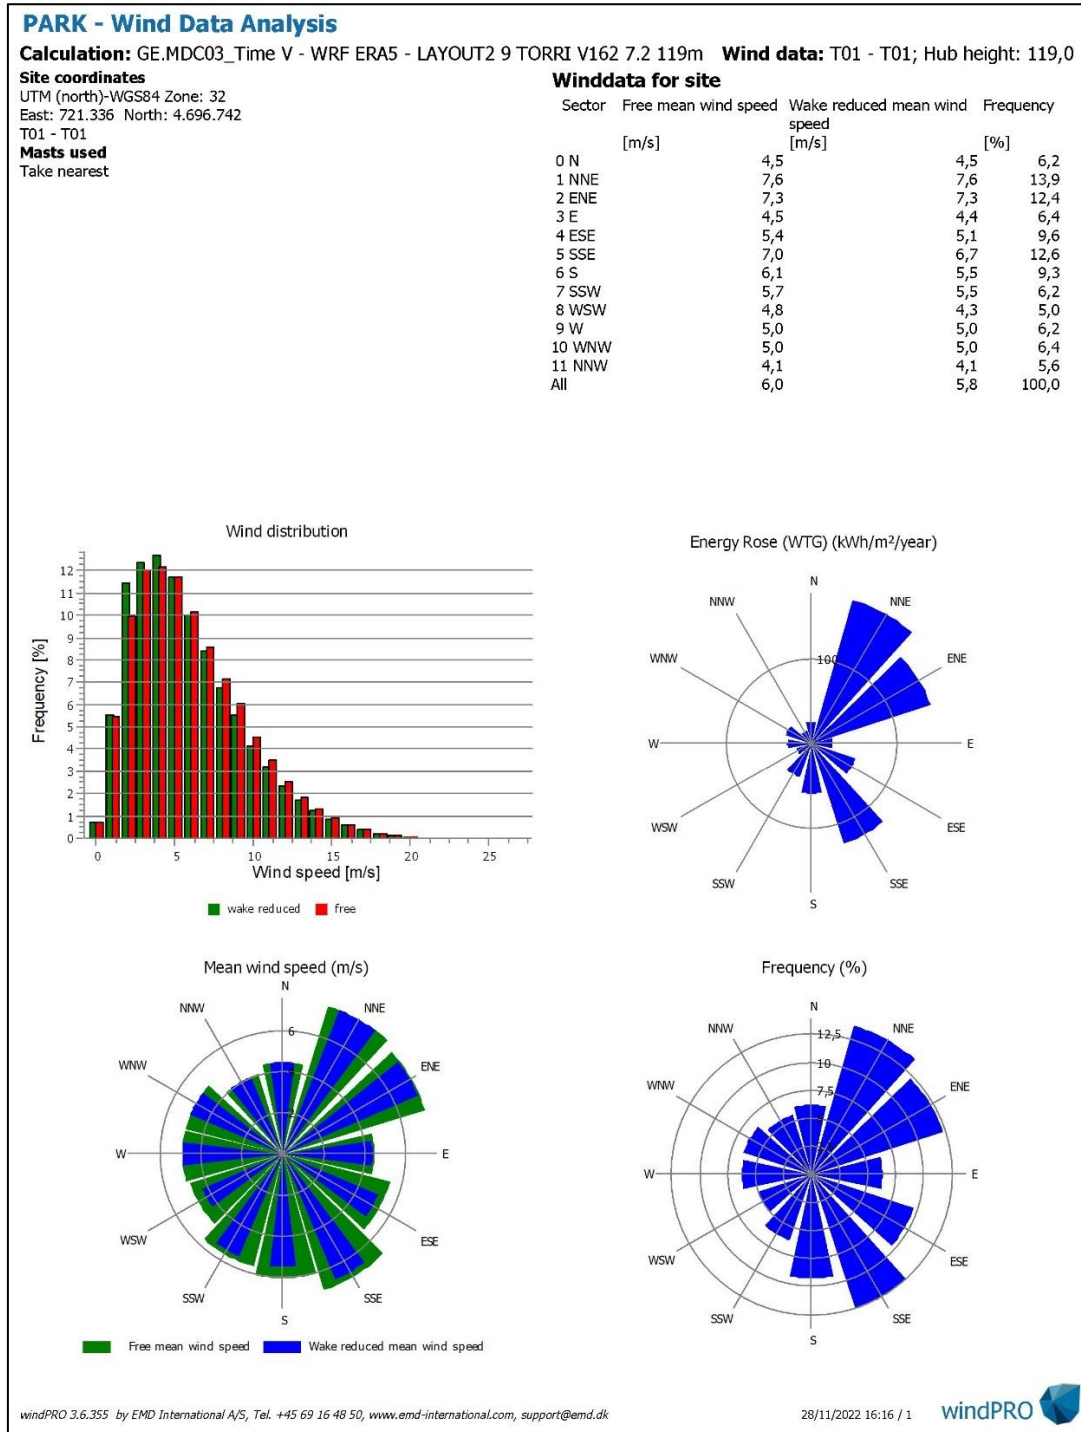 PARK - Wind Data Analysis
Calculation: GE.MDC03_Time V - WRF ERA5 - LAYOUT2 9 TORRI V162 7.2 119m Wind data: T01 - T01; Hub height: 119,0
Site coordinates
UTM (north)-WGS84 Zone: 32
East: 721.336 North: 4.696.742
T01 - T01
Masts used
Take nearest
Winddata for site
Sector Free mean wind speed Wake reduced mean wind speed Frequency
[m/s] [m/s] [%]
0 N 4,5 4,5 6,2
1 NNE 7,6 7,6 13,9
2 ENE 7,3 7,3 12,4
3 E 4,5 4,4 6,4
4 ESE 5,4 5,1 9,6
5 SSE 7,0 6,7 12,6
6 S 6,1 5,5 9,3
7 SSW 5,7 5,5 6,2
8 WSW 4,8 4,3 5,0
9 W 5,0 5,0 6,2
10 WNW 5,0 5,0 6,4
11 NNW 4,1 4,1 5,6
All 6,0 5,8 100,0
Wind distribution
Frequency [%]
12
11
10
9
8
7
6
5
4
3
2
1
0
0 5 10 15 20 25
Wind speed [m/s]
wake reduced free
Energy Rose (WTG) (kWh/m²/year)
N
NNW NNE
WNW ENE
100
W E
WSW ESE
SSW SSE
S
Mean wind speed (m/s)
N
NNW NNE
6
WNW ENE
W E
WSW ESE
SSW SSE
S
Free mean wind speed Wake reduced mean wind speed
Frequency (%)
N
NNW NNE
12,5
10
WNW 7,5 ENE
W E
WSW ESE
SSW SSE
S
windPRO 3.6.355 by EMD International A/S, Tel. +45 69 16 48 50, www.emd-international.com, support@emd.dk
28/11/2022 16:16 / 1
windPRO